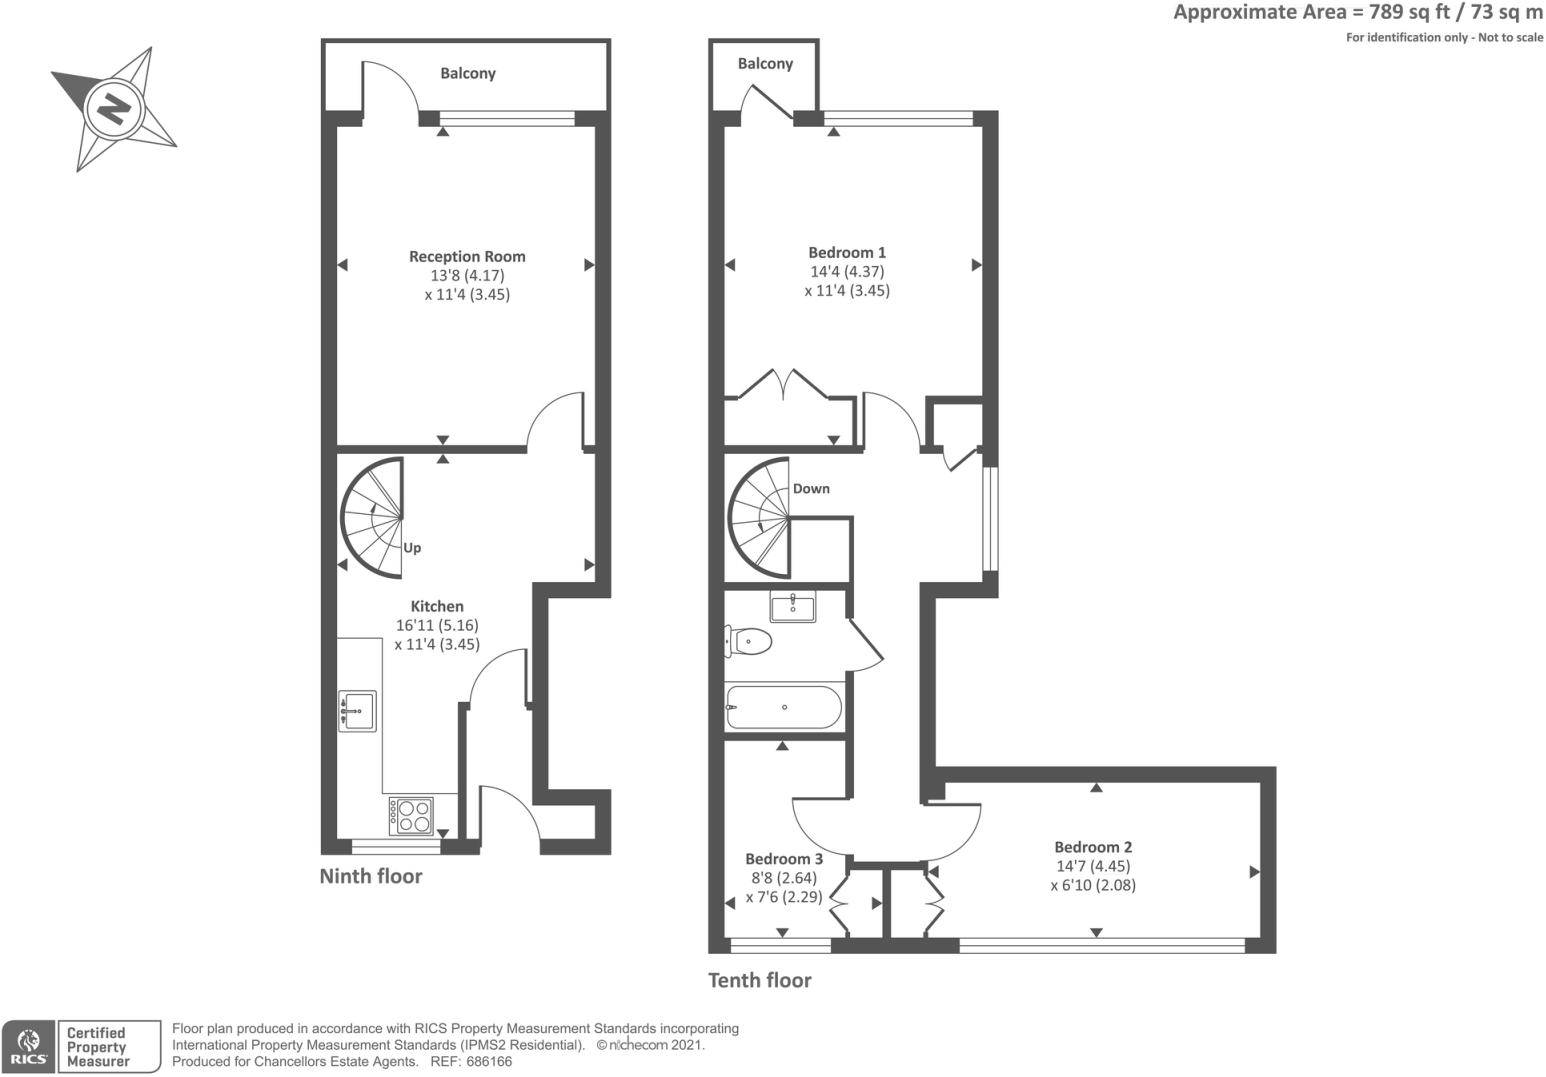 Approximate Area = 789 sq ft / 73 sq m
For identification only - Not to scale
N
Balcony
Reception Room
13'8 (4.17)
x 11'4 (3.45)
Up
Kitchen
16'11 (5.16)
x 11'4 (3.45)
Ninth floor
Balcony
Bedroom 1
14'4 (4.37)
x 11'4 (3.45)
Down
Bedroom 3
8'8 (2.64)
x 7'6 (2.29)
Bedroom 2
14'7 (4.45)
x 6'10 (2.08)
Tenth floor
RICS
Certified
Property
Measurer
Floor plan produced in accordance with RICS Property Measurement Standards incorporating
International Property Measurement Standards (IPMS2 Residential).   © nichecom 2021.
Produced for Chancellors Estate Agents.   REF: 686166